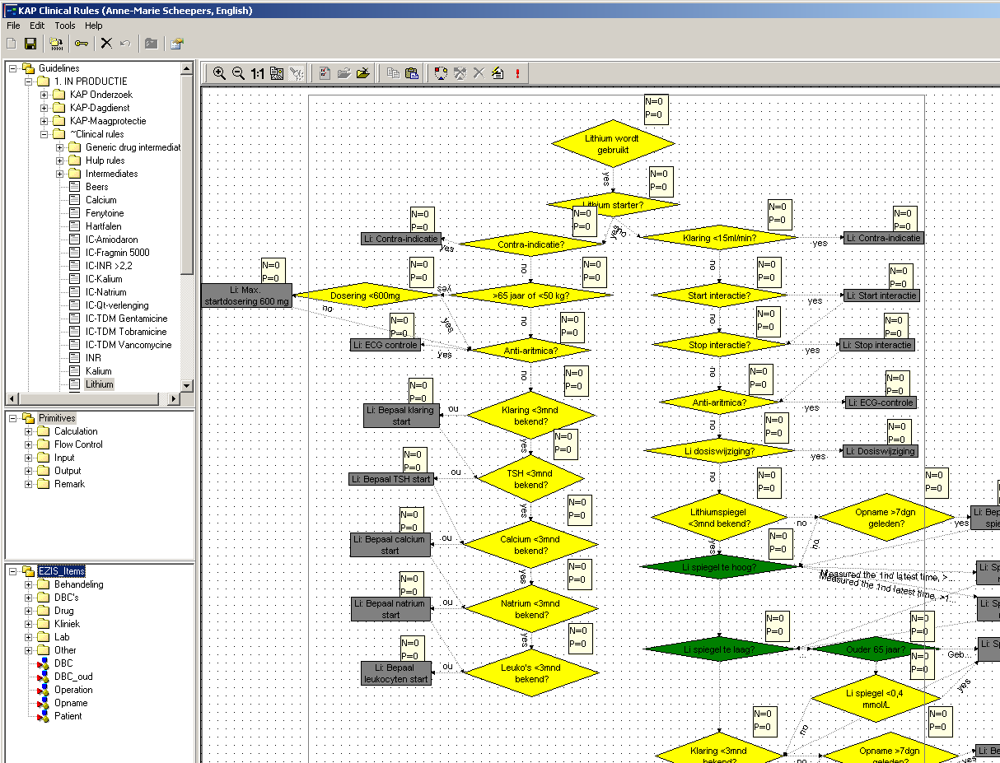 KAP Clinical Rules (Anne-Marie Scheepers, English)
File Edit Tools Help
Guidelines
1. IN PRODUCTIE
KAP Onderzoek
KAP-Dagdienst
KAP-Maagprotectie
~Clinical rules
Generic drug intermediat
Hulp rules
Intermediates
Beers
Calcium
Fenytoine
Hartfalen
IC-Amiodaron
IC-Fragmin 5000
IC-INR >2,2
IC-Kalium
IC-Natrium
IC-Qt-verlenging
IC-TDM Gentamicine
IC-TDM Tobramicine
IC-TDM Vancomycine
INR
Kalium
Lithium
Primitives
Calculation
Flow Control
Input
Output
Remark
EZIS_Items
Behandeling
DBC's
Drug
Kliniek
Lab
Other
DBC
DBC_oud
Operation
Opname
Patient
1:1
N=0
P=0
Lithium wordt
gebruikt
yes
N=0
P=0
Lithium starter?
yes
no
N=0
P=0
Li: Contra-indicatie
yes
N=0
P=0
Contra-indicatie?
no
N=0
P=0
Klaring <15ml/min?
yes
no
N=0
P=0
Li: Contra-indicatie
N=0
P=0
Li: Max.
startdosering 600 mg
no
N=0
P=0
Dosering <600mg
yes
yes
N=0
P=0
>65 jaar of <50 kg?
no
N=0
P=0
Start interactie?
yes
no
N=0
P=0
Li: Start interactie
N=0
P=0
Li: ECG controle
yes
N=0
P=0
Anti-aritmica?
no
N=0
P=0
Stop interactie?
yes
no
N=0
P=0
Li: Stop interactie
N=0
P=0
Li: Bepaal klaring
start
ou
N=0
P=0
Klaring <3mnd
bekend?
yes
N=0
P=0
Anti-aritmica?
yes
no
N=0
P=0
Li: ECG-controle
N=0
P=0
Li: Bepaal TSH start
ou
N=0
P=0
TSH <3mnd
bekend?
yes
N=0
P=0
Li dosiswijziging?
yes
no
N=0
P=0
Li: Dosiswijziging
N=0
P=0
Li: Bepaal calcium
start
ou
N=0
P=0
Calcium <3mnd
bekend?
yes
N=0
P=0
Lithiumspiegel
<3mnd bekend?
no
yes
N=0
P=0
Opname >7dgn
geleden?
yes
no
Li: Bep
spie
N=0
P=0
Li: Bepaal natrium
start
ou
N=0
P=0
Natrium <3mnd
bekend?
yes
N=0
P=0
Li spiegel te hoog?
Measured the 1nd latest time, >...
Measured the 1nd latest time, >1...
Li: Sp
Li: Sp
N=0
P=0
Li: Bepaal
leukocyten start
ou
N=0
P=0
Leuko's <3mnd
bekend?
N=0
P=0
Li spiegel te laag?
...
N=0
P=0
Ouder 65 jaar?
Geb...
Li: Sp
N=0
P=0
Li spiegel <0,4
mmol/L
yes
no
N=0
P=0
Klaring <3mnd
bekend?
no
N=0
P=0
Opname >7dgn
geleden?
yes
Li: Be